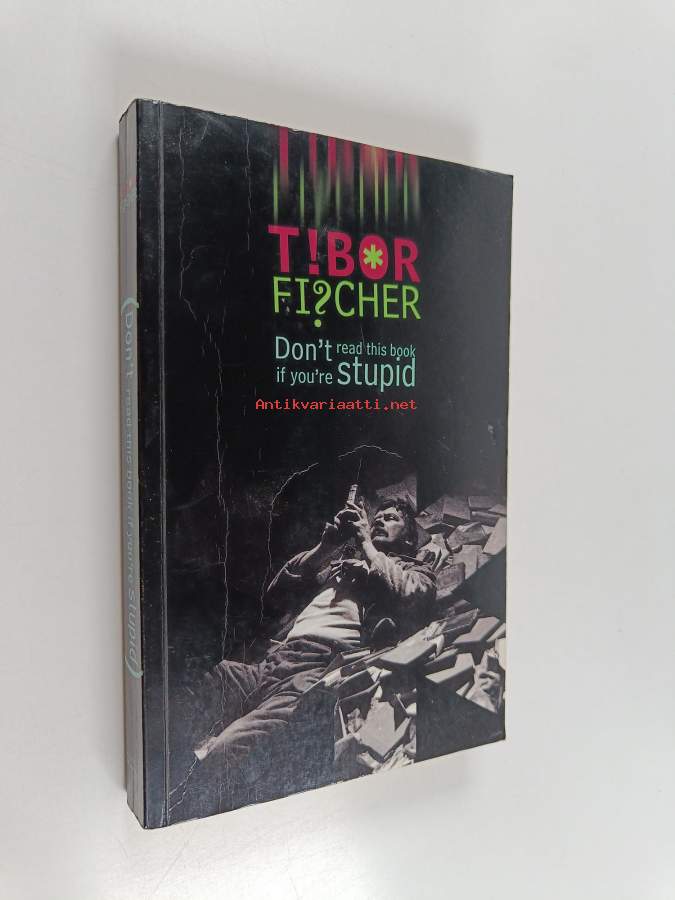 T!B*R
FI?CHER
Don't read this book
if you're stupid
Antikvariaatti.net
(Don't read this book if you're stupid)